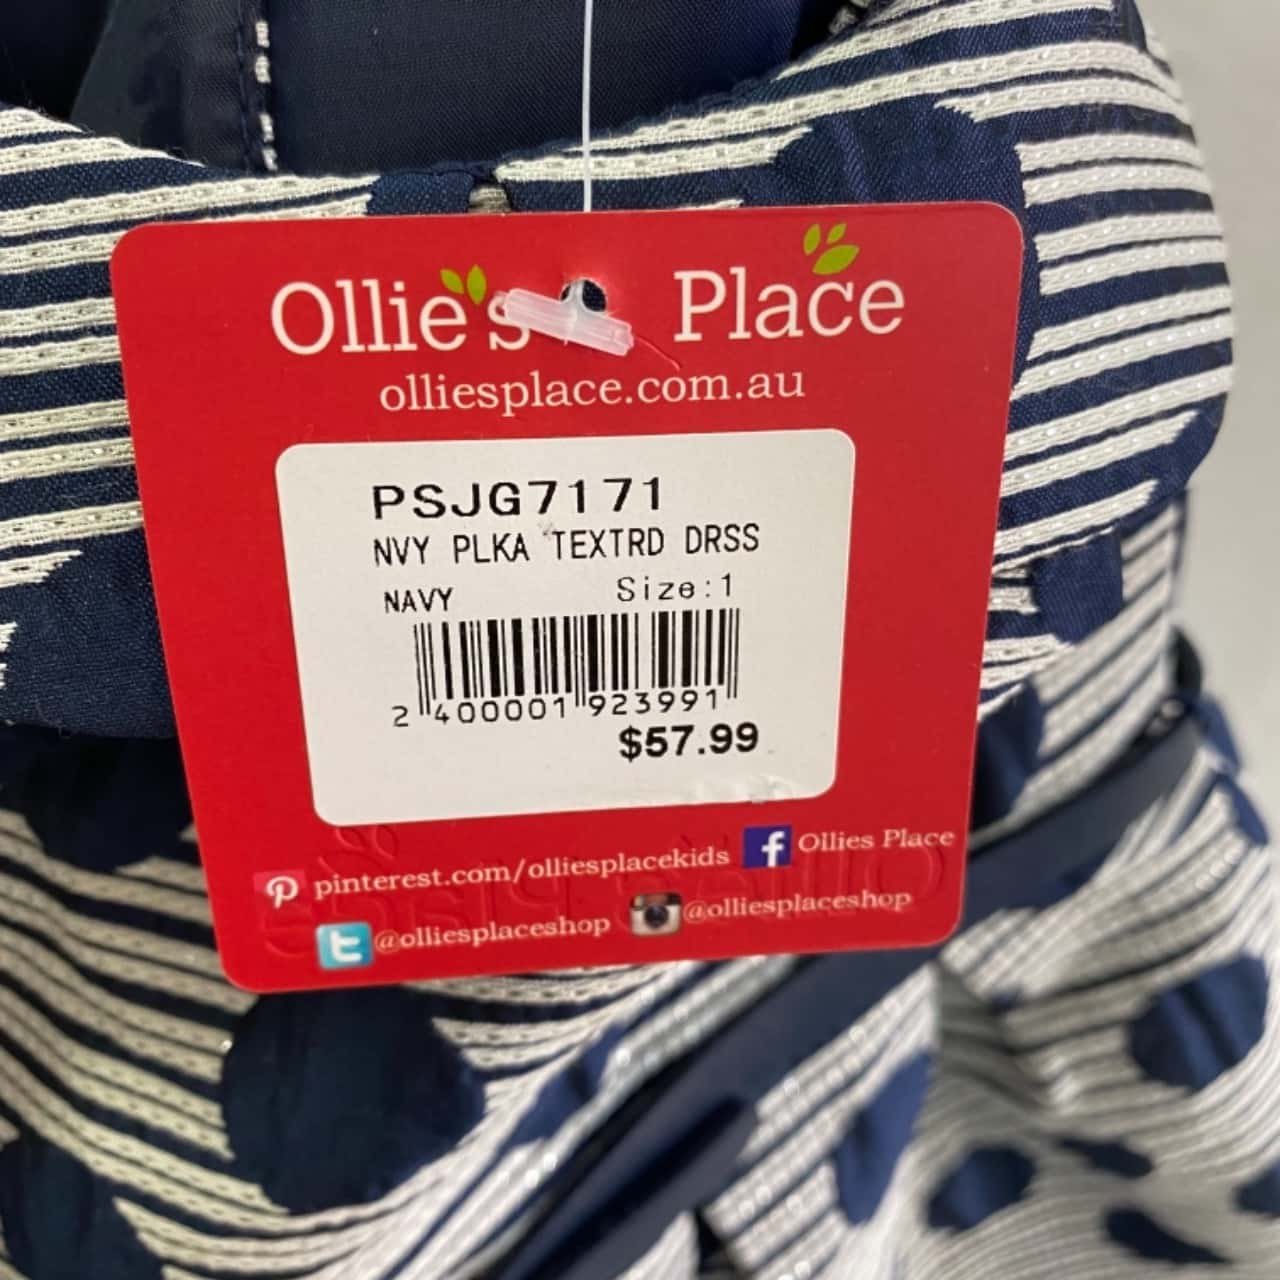 Ollie's Place
olliesplace.com.au
PSJG7171
NVY PLKA TEXTRD DRSS
NAVY Size:1
2 400001 923991
$57.99
pinterest.com/olliesplacekids Ollies Place
@olliesplaceshop @olliesplaceshop